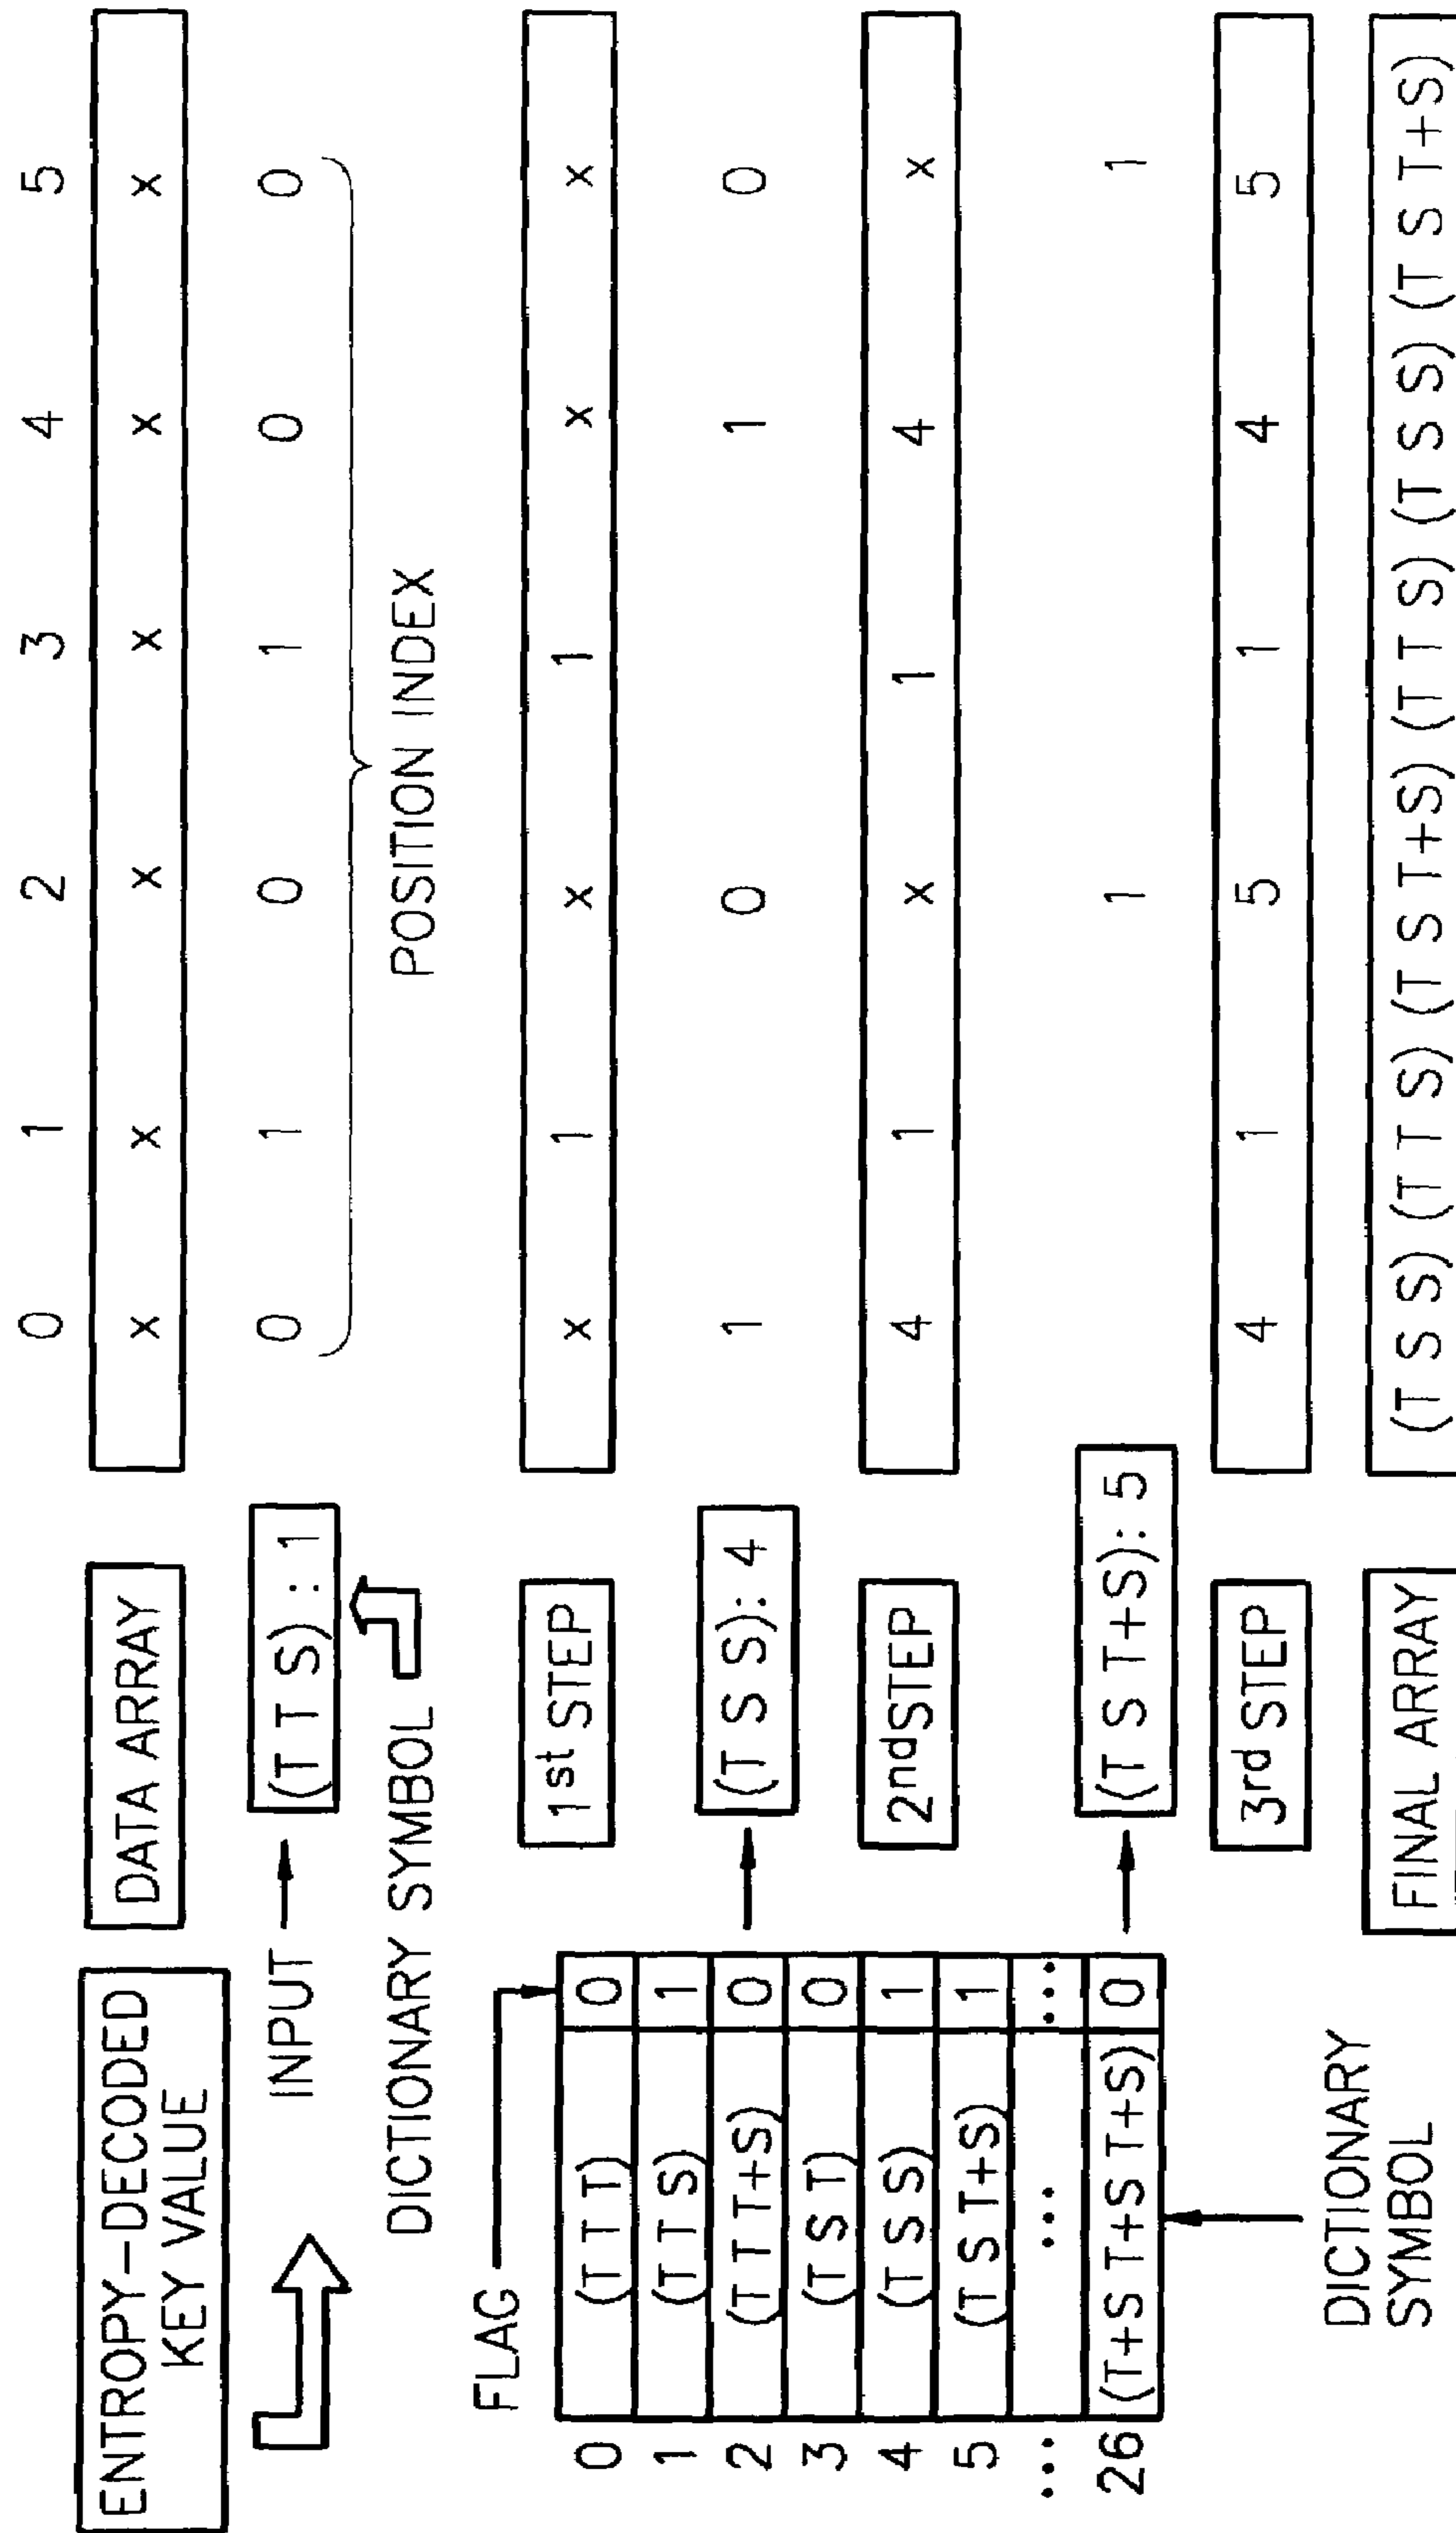 ENTROPY-DECODED
KEY VALUE
DATA ARRAY
0 1 2 3 4 5
x x x x x x
INPUT
(T T S) : 1
0 1 0 1 0 0
DICTIONARY SYMBOL
POSITION INDEX
FLAG
1st STEP
x 1 x 1 x x
0 (T T T) 0
1 (T T S) 1
2 (T T T+S) 0
3 (T S T) 0
4 (T S S) 1
5 (T S T+S) 1
... ... ...
26 (T+S T+S T+S) 0
(T S S): 4
1 0 1 0
2nd STEP
4 1 x 1 4 x
(T S T+S): 5
1 1
3rd STEP
4 1 5 1 4 5
DICTIONARY
SYMBOL
FINAL ARRAY
(T S S) (T T S) (T S T+S) (T T S) (T S S) (T S T+S)